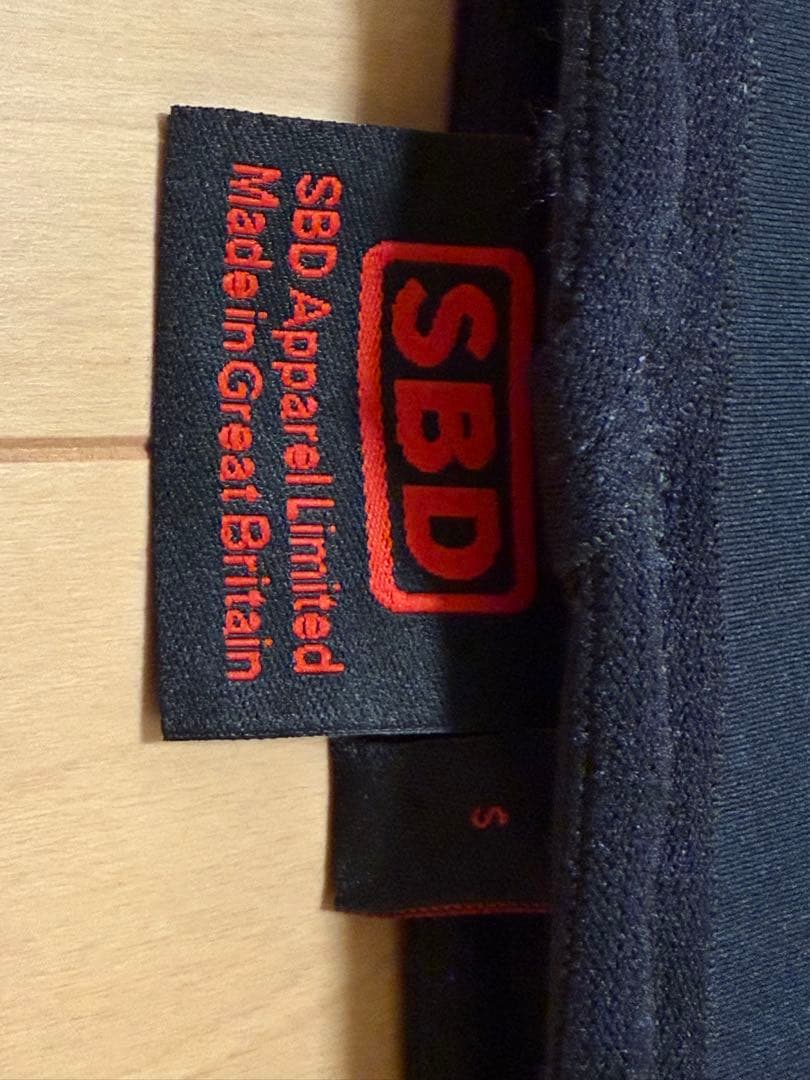 SBD
SBD Apparel Limited
Made in Great Britain
S